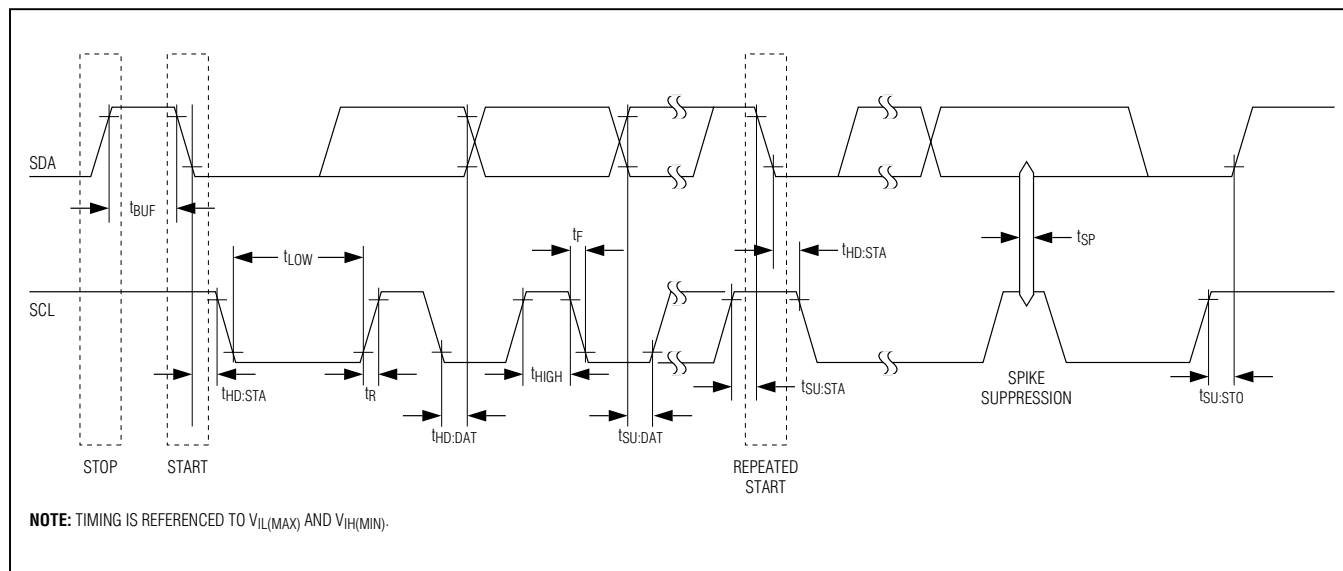 SDA
tBUF
tF
tLOW
tHD:STA
tSP
SCL
tHD:STA
tR
tHIGH
tSU:STA
SPIKE
SUPPRESSION
tSU:STO
tHD:DAT
tSU:DAT
STOP
START
REPEATED
START
NOTE: TIMING IS REFERENCED TO VIL(MAX) AND VIH(MIN).